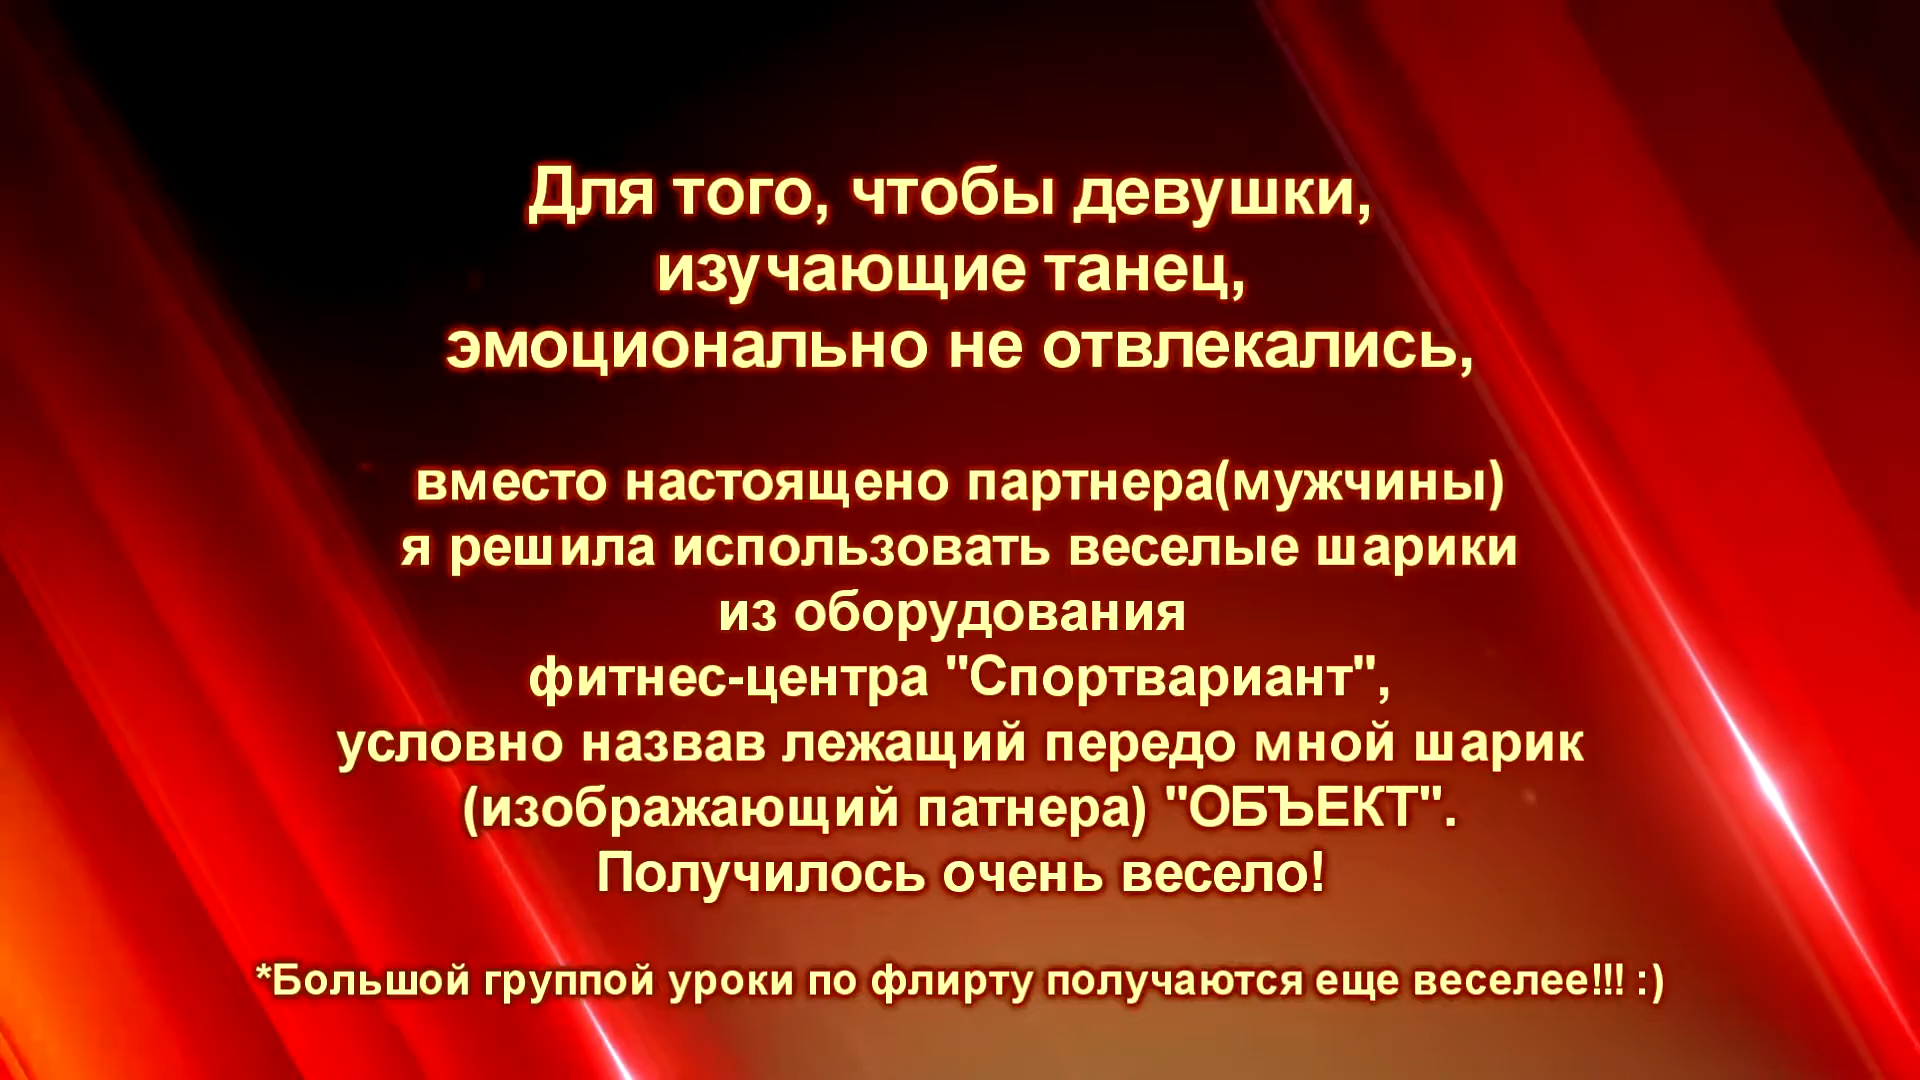 Для того, чтобы девушки,
изучающие танец,
эмоционально не отвлекались,
вместо настоящено партнера(мужчины)
я решила использовать веселые шарики
из оборудования
фитнес-центра "Спортвариант",
условно назвав лежащий передо мной шарик
(изображающий патнера) "ОБЪЕКТ".
Получилось очень весело!
*Большой группой уроки по флирту получаются еще веселее!!! :)